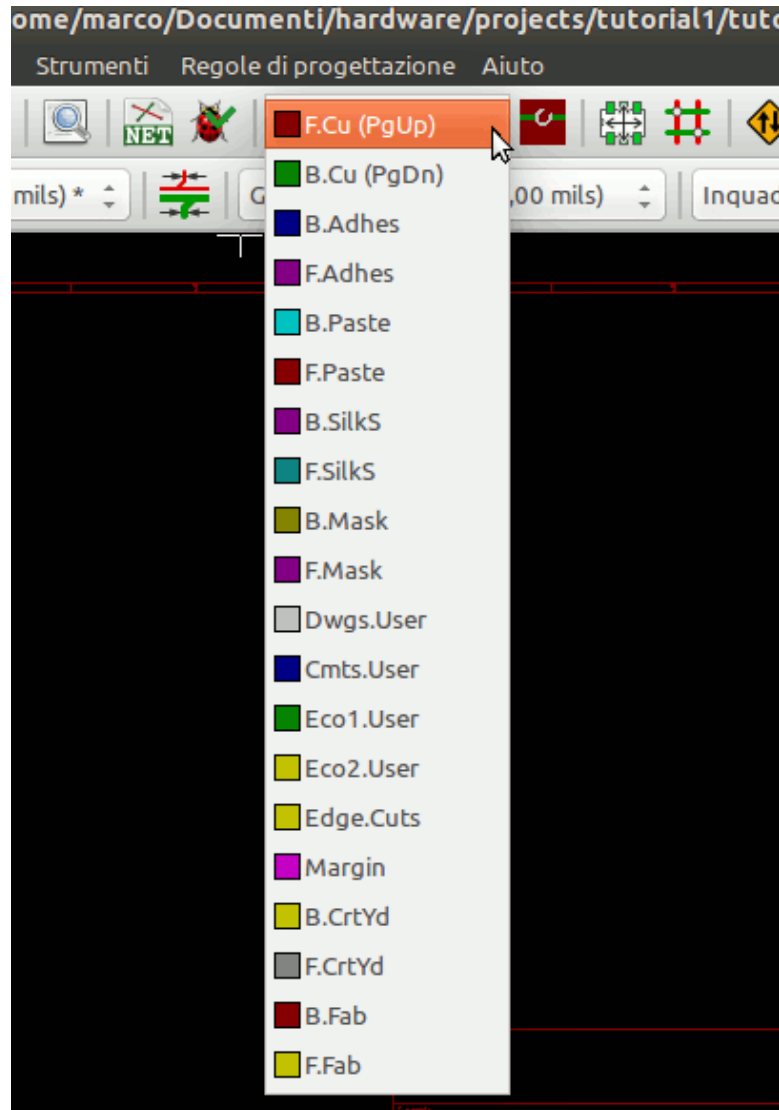 ome/marco/Documenti/hardware/projects/tutorial1/tuto
Strumenti Regole di progettazione Aiuto
NET
mils) * ,00 mils) Inquad
F.Cu (PgUp)
B.Cu (PgDn)
B.Adhes
F.Adhes
B.Paste
F.Paste
B.SilkS
F.SilkS
B.Mask
F.Mask
Dwgs.User
Cmts.User
Eco1.User
Eco2.User
Edge.Cuts
Margin
B.CrtYd
F.CrtYd
B.Fab
F.Fab